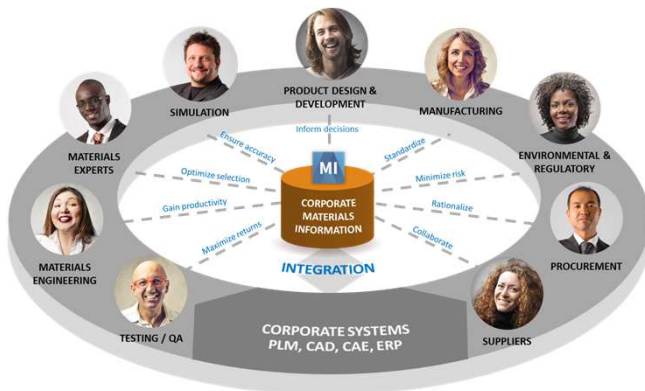 PRODUCT DESIGN &
DEVELOPMENT
SIMULATION
MANUFACTURING
MATERIALS
EXPERTS
ENVIRONMENTAL &
REGULATORY
MATERIALS
ENGINEERING
PROCUREMENT
TESTING / QA
SUPPLIERS
Inform decisions
Ensure accuracy
Standardize
Optimize selection
Minimize risk
Gain productivity
Rationalize
Maximize returns
Collaborate
MI
CORPORATE
MATERIALS
INFORMATION
INTEGRATION
CORPORATE SYSTEMS
PLM, CAD, CAE, ERP